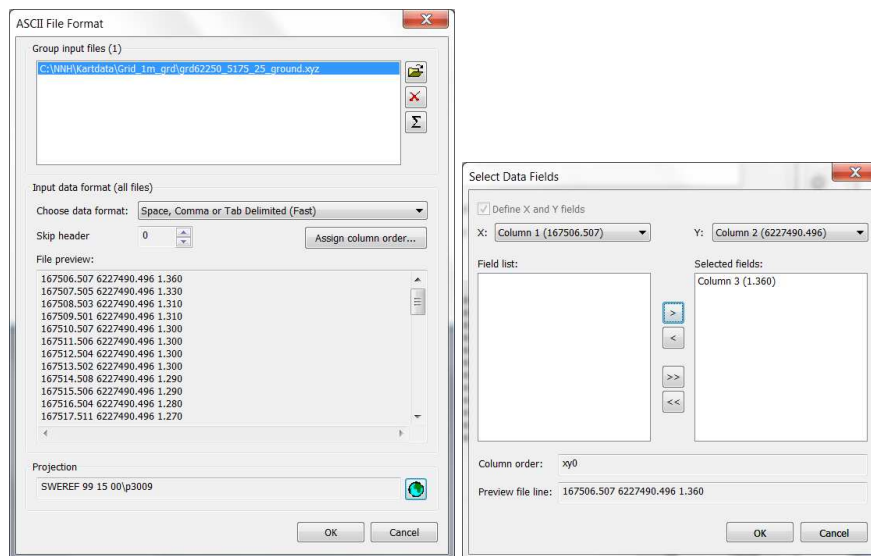 ASCII File Format
Group input files (1)
C:\NNH\Kartdata\Grid_1m_grd\grd62250_5175_25_ground.xyz
Input data format (all files)
Choose data format: Space, Comma or Tab Delimited (Fast)
Skip header 0 Assign column order...
File preview:
167506.507 6227490.496 1.360
167507.505 6227490.496 1.330
167508.503 6227490.496 1.310
167509.501 6227490.496 1.310
167510.507 6227490.496 1.300
167511.506 6227490.496 1.300
167512.504 6227490.496 1.300
167513.502 6227490.496 1.300
167514.508 6227490.496 1.290
167515.506 6227490.496 1.290
167516.504 6227490.496 1.280
167517.511 6227490.496 1.270
Projection
SWEREF 99 15 00\p3009
OK Cancel
Select Data Fields
Define X and Y fields
X: Column 1 (167506.507) Y: Column 2 (6227490.496)
Field list: Selected fields:
Column 3 (1.360)
>
<
>>
<<
Column order: xy0
Preview file line: 167506.507 6227490.496 1.360
OK Cancel